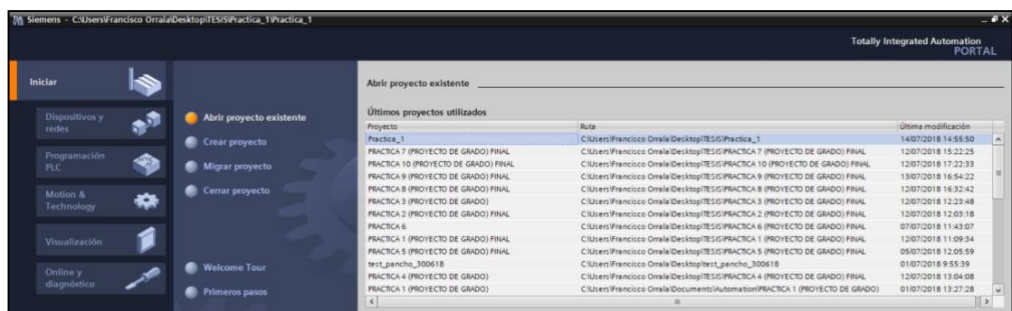 Siemens - C:\Users\Francisco Orrala\Desktop\TESIS\Practica_1\Practica_1
Totally Integrated Automation
PORTAL
Iniciar
Dispositivos y
redes
Programación
PLC
Motion &
Technology
Visualización
Online y
diagnóstico
Abrir proyecto existente
Crear proyecto
Migrar proyecto
Cerrar proyecto
Welcome Tour
Primeros pasos
Abrir proyecto existente
Últimos proyectos utilizados
Proyecto Ruta Última modificación
Practica_1 C:\Users\Francisco Orrala\Desktop\TESIS\Practica_1 14/07/2018 14:55:50
PRACTICA 7 (PROYECTO DE GRADO) FINAL C:\Users\Francisco Orrala\Desktop\TESIS\PRACTICA 7 (PROYECTO DE GRADO) FINAL 12/07/2018 15:22:25
PRACTICA 10 (PROYECTO DE GRADO) FINAL C:\Users\Francisco Orrala\Desktop\TESIS\PRACTICA 10 (PROYECTO DE GRADO) FINAL 12/07/2018 17:22:33
PRACTICA 9 (PROYECTO DE GRADO) FINAL C:\Users\Francisco Orrala\Desktop\TESIS\PRACTICA 9 (PROYECTO DE GRADO) FINAL 13/07/2018 16:54:22
PRACTICA 8 (PROYECTO DE GRADO) FINAL C:\Users\Francisco Orrala\Desktop\TESIS\PRACTICA 8 (PROYECTO DE GRADO) FINAL 12/07/2018 16:32:42
PRACTICA 3 (PROYECTO DE GRADO) C:\Users\Francisco Orrala\Desktop\TESIS\PRACTICA 3 (PROYECTO DE GRADO) FINAL 12/07/2018 12:23:48
PRACTICA 2 (PROYECTO DE GRADO) FINAL C:\Users\Francisco Orrala\Desktop\TESIS\PRACTICA 2 (PROYECTO DE GRADO) FINAL 12/07/2018 12:03:18
PRACTICA 6 C:\Users\Francisco Orrala\Desktop\TESIS\PRACTICA 6 (PROYECTO DE GRADO) FINAL 07/07/2018 11:43:07
PRACTICA 1 (PROYECTO DE GRADO) FINAL C:\Users\Francisco Orrala\Desktop\TESIS\PRACTICA 1 (PROYECTO DE GRADO) FINAL 12/07/2018 11:09:34
PRACTICA 5 (PROYECTO DE GRADO) FINAL C:\Users\Francisco Orrala\Desktop\TESIS\PRACTICA 5 (PROYECTO DE GRADO) FINAL 05/07/2018 12:05:59
test_pancho_300618 C:\Users\Francisco Orrala\Desktop\test_pancho_300618 01/07/2018 9:55:39
PRACTICA 4 (PROYECTO DE GRADO) C:\Users\Francisco Orrala\Desktop\TESIS\PRACTICA 4 (PROYECTO DE GRADO) FINAL 12/07/2018 13:04:08
PRACTICA 1 (PROYECTO DE GRADO) C:\Users\Francisco Orrala\Documents\Automation\PRACTICA 1 (PROYECTO DE GRADO) 01/07/2018 13:27:28